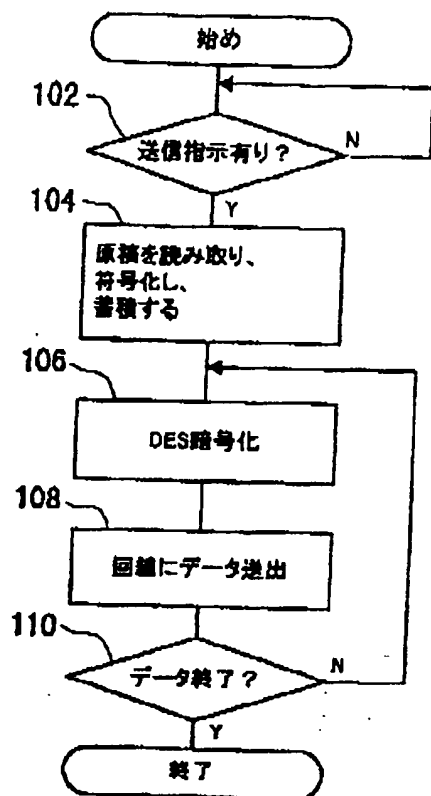 始め
102
送信指示有り？
N
Y
104
原稿を読み取り、
符号化し、
蓄積する
106
DES暗号化
108
回線にデータ送出
110
データ終了？
N
Y
終了